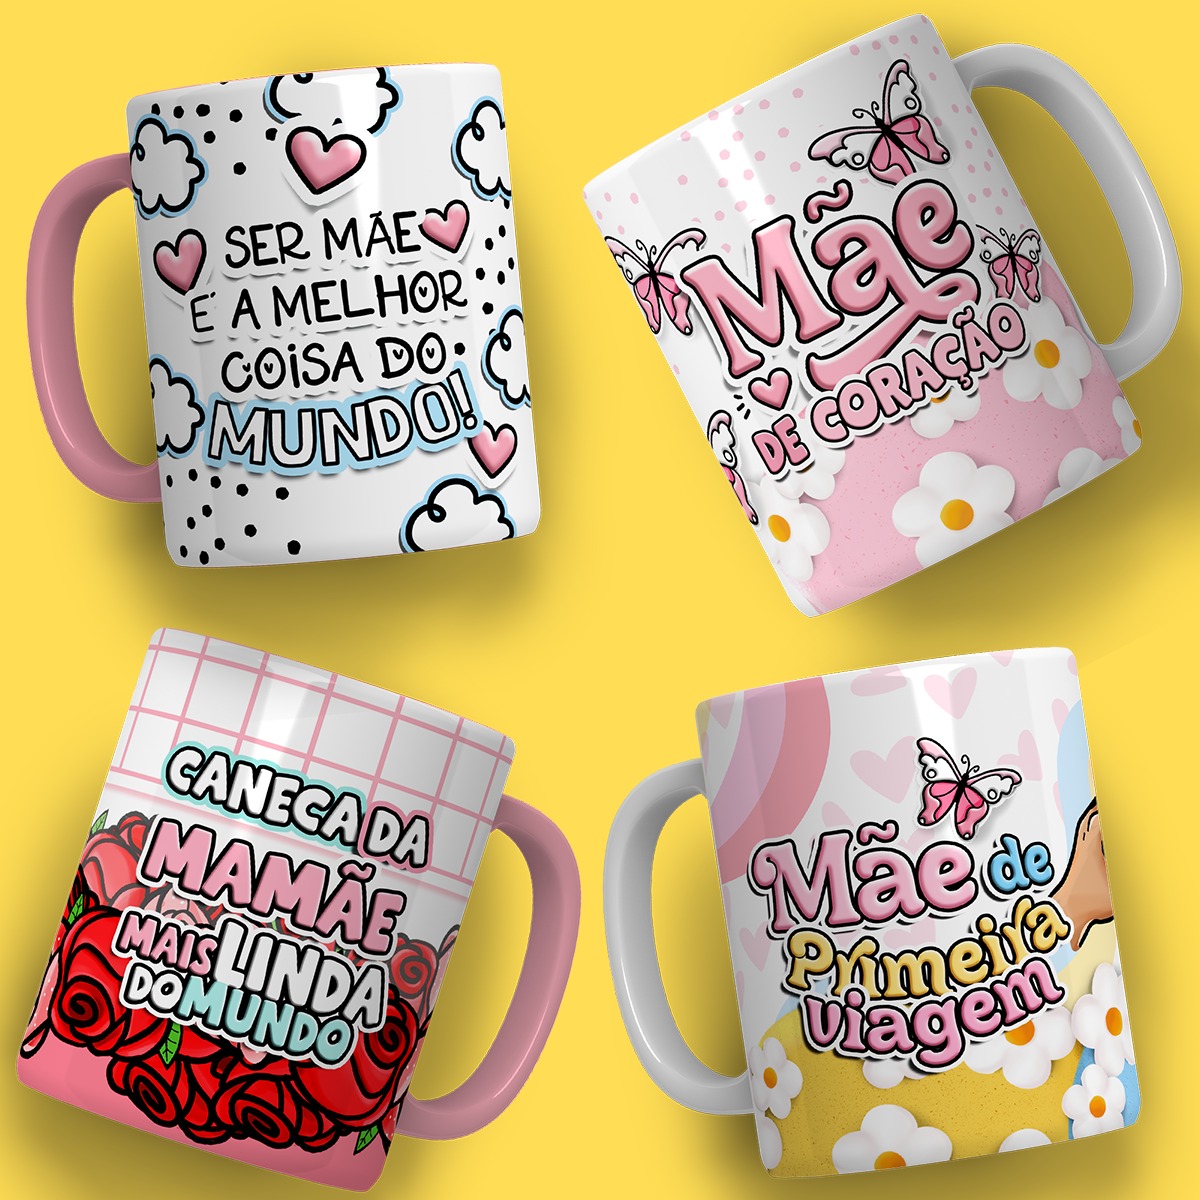 SER MÃE
É A MELHOR
COISA DO
MUNDO!
Mãe
DE CORAÇÃO
CANECA DA
MAMÃE
MAIS LINDA
DO MUNDO
Mãe de
Primeira
viagem